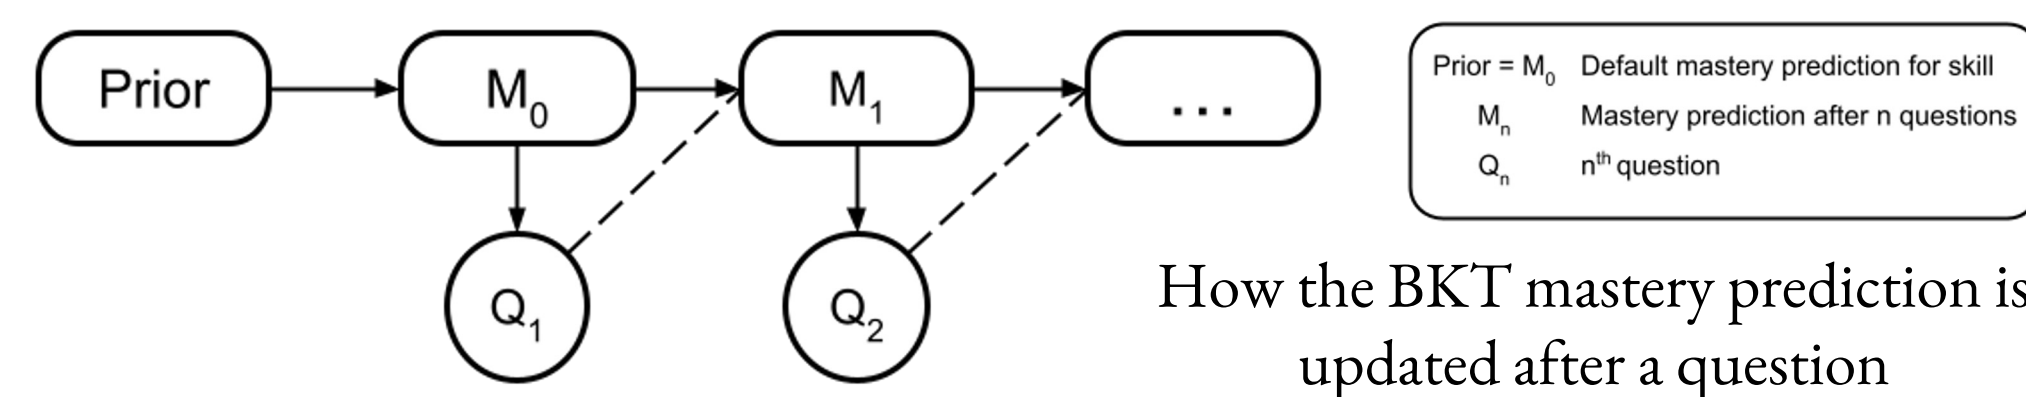 Prior
M₀
M₁
...
Q₁
Q₂
Prior = M₀ Default mastery prediction for skill
Mₙ Mastery prediction after n questions
Qₙ nᵗʰ question
How the BKT mastery prediction is
updated after a question